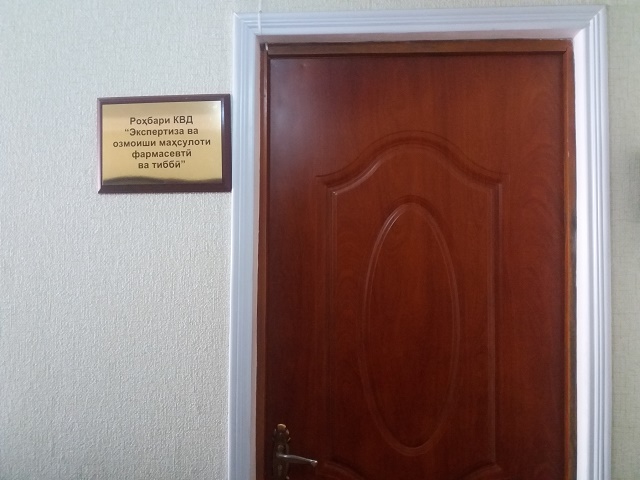 Роҳбари КВД
"Экспертиза ва
озмоиши маҳсулоти
фармасевтӣ
ва тиббӣ"